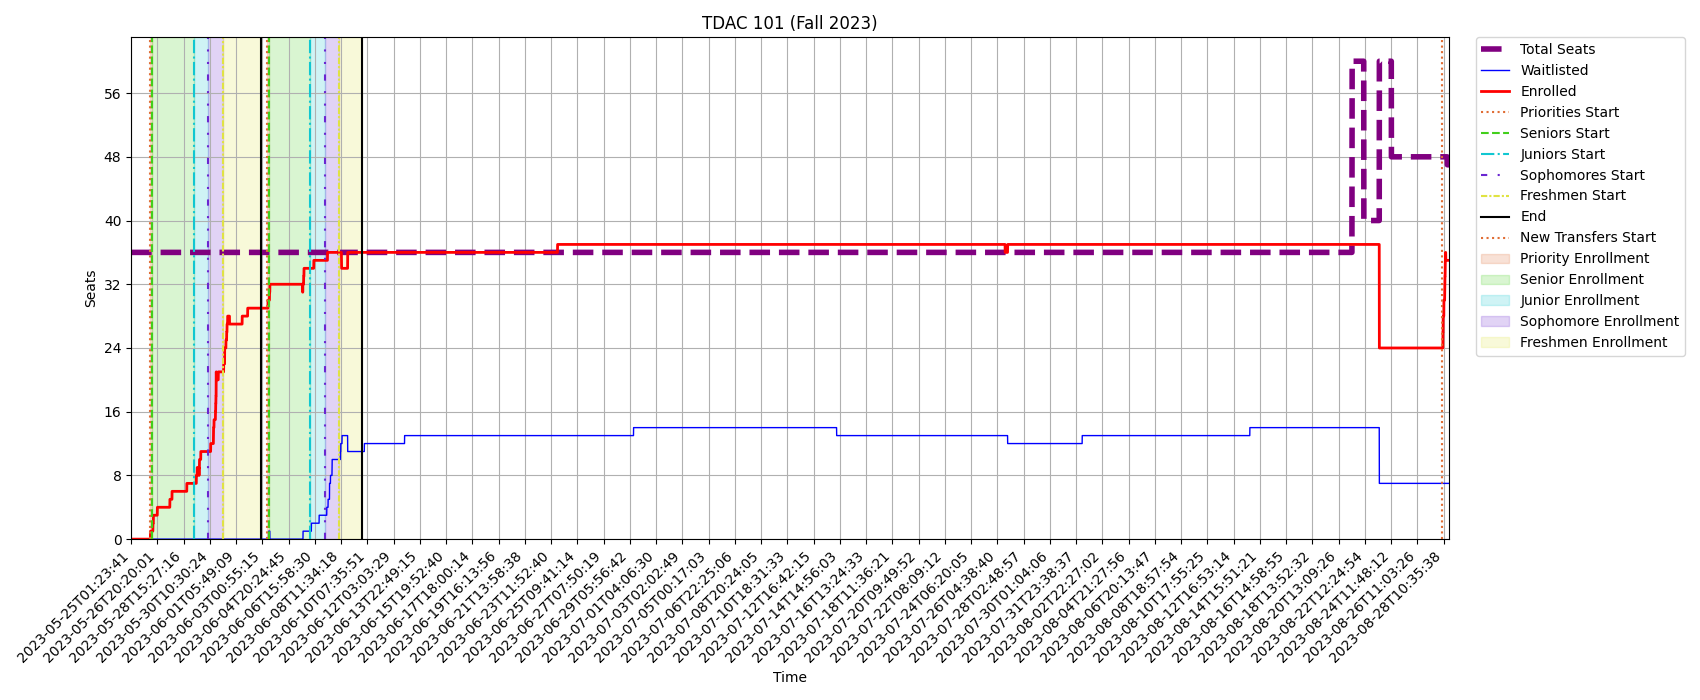 TDAC 101 (Fall 2023)
56
48
40
32
24
16
8
0
Seats
2023-05-25T01:23:41
2023-05-26T20:20:01
2023-05-28T15:27:16
2023-05-30T10:30:24
2023-06-01T05:49:09
2023-06-03T00:55:15
2023-06-04T20:24:45
2023-06-06T15:58:30
2023-06-08T11:34:18
2023-06-10T07:35:51
2023-06-12T03:03:29
2023-06-13T22:49:15
2023-06-15T19:52:40
2023-06-17T18:00:14
2023-06-19T16:13:56
2023-06-21T13:58:38
2023-06-23T11:52:40
2023-06-25T09:41:14
2023-06-27T07:50:19
2023-06-29T05:56:42
2023-07-01T04:06:30
2023-07-03T02:02:49
2023-07-05T00:17:03
2023-07-06T22:25:06
2023-07-08T20:24:05
2023-07-10T18:31:33
2023-07-12T16:42:15
2023-07-14T14:56:03
2023-07-16T13:24:33
2023-07-18T11:36:21
2023-07-20T09:49:52
2023-07-22T08:09:12
2023-07-24T06:20:05
2023-07-26T04:38:40
2023-07-28T02:48:57
2023-07-30T01:04:06
2023-07-31T23:38:37
2023-08-02T22:27:02
2023-08-04T21:27:56
2023-08-06T20:13:47
2023-08-08T18:57:54
2023-08-10T17:55:25
2023-08-12T16:53:14
2023-08-14T15:51:21
2023-08-16T14:58:55
2023-08-18T13:52:32
2023-08-20T13:09:26
2023-08-22T12:24:54
2023-08-24T11:48:12
2023-08-26T11:03:26
2023-08-28T10:35:38
Time
Total Seats
Waitlisted
Enrolled
Priorities Start
Seniors Start
Juniors Start
Sophomores Start
Freshmen Start
End
New Transfers Start
Priority Enrollment
Senior Enrollment
Junior Enrollment
Sophomore Enrollment
Freshmen Enrollment